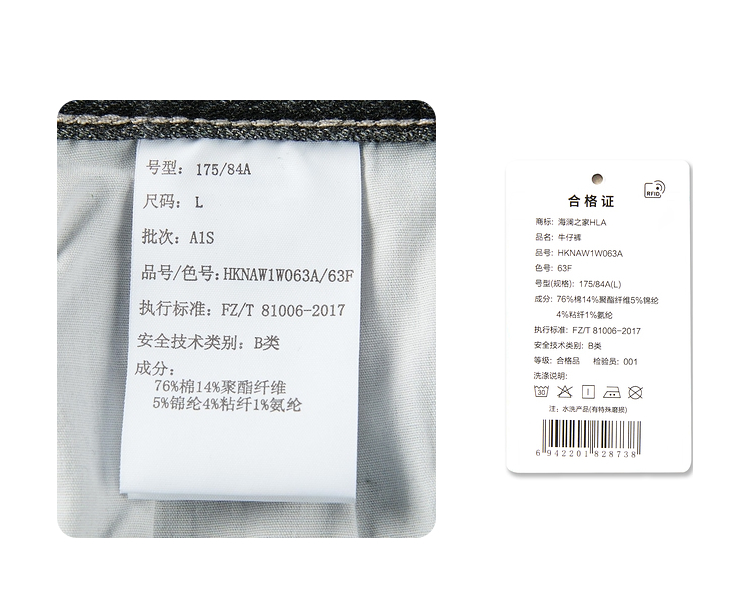 号型: 175/84A
尺码: L
批次: A1S
品号/色号:HKNAW1W063A/63F
执行标准: FZ/T 81006-2017
安全技术类别: B类
成分:
76%棉14%聚酯纤维
5%锦纶4%粘纤1%氨纶
RFID
合格证
商标: 海澜之家HLA
品名: 牛仔裤
品号: HKNAW1W063A
色号: 63F
号型(规格): 175/84A(L)
成分: 76%棉14%聚酯纤维5%锦纶
4%粘纤1%氨纶
执行标准: FZ/T 81006-2017
安全技术类别: B类
等级: 合格品 检验员: 001
洗涤说明:
30
注: 水洗产品(有特殊磨损)
6 942201 828738